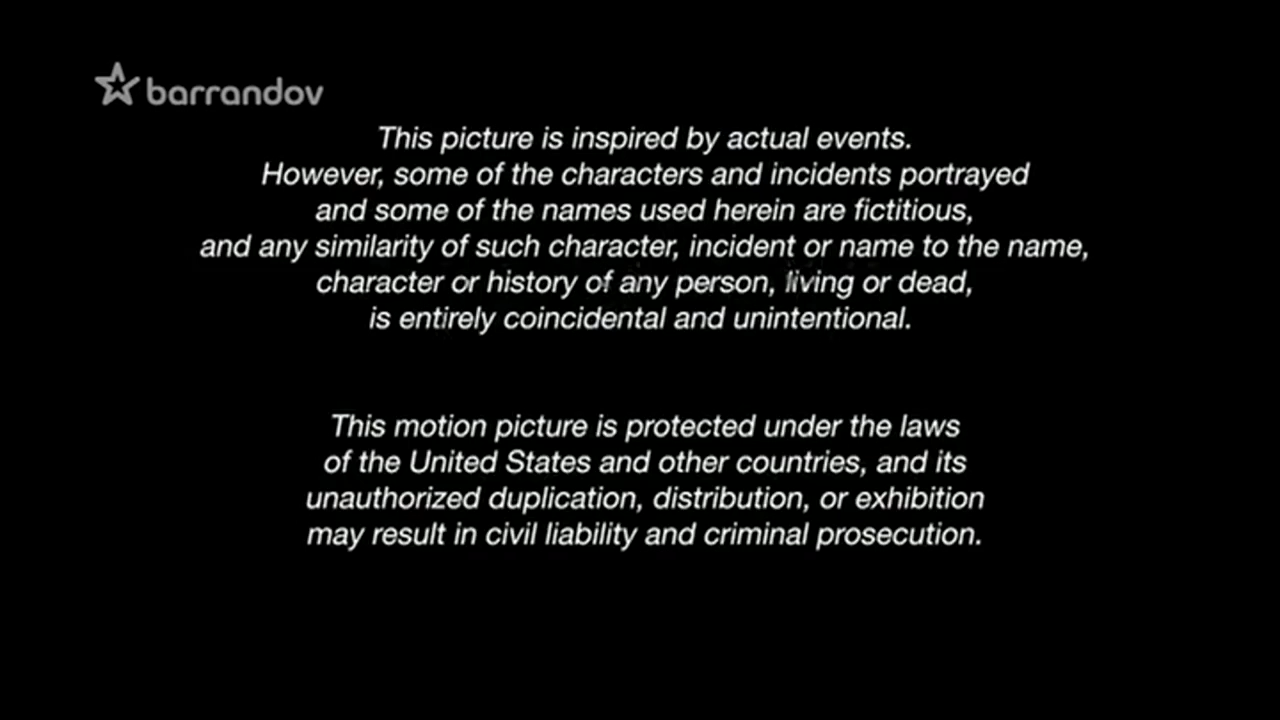 barrandov
This picture is inspired by actual events.
However, some of the characters and incidents portrayed
and some of the names used herein are fictitious,
and any similarity of such character, incident or name to the name,
character or history of any person, living or dead,
is entirely coincidental and unintentional.
This motion picture is protected under the laws
of the United States and other countries, and its
unauthorized duplication, distribution, or exhibition
may result in civil liability and criminal prosecution.